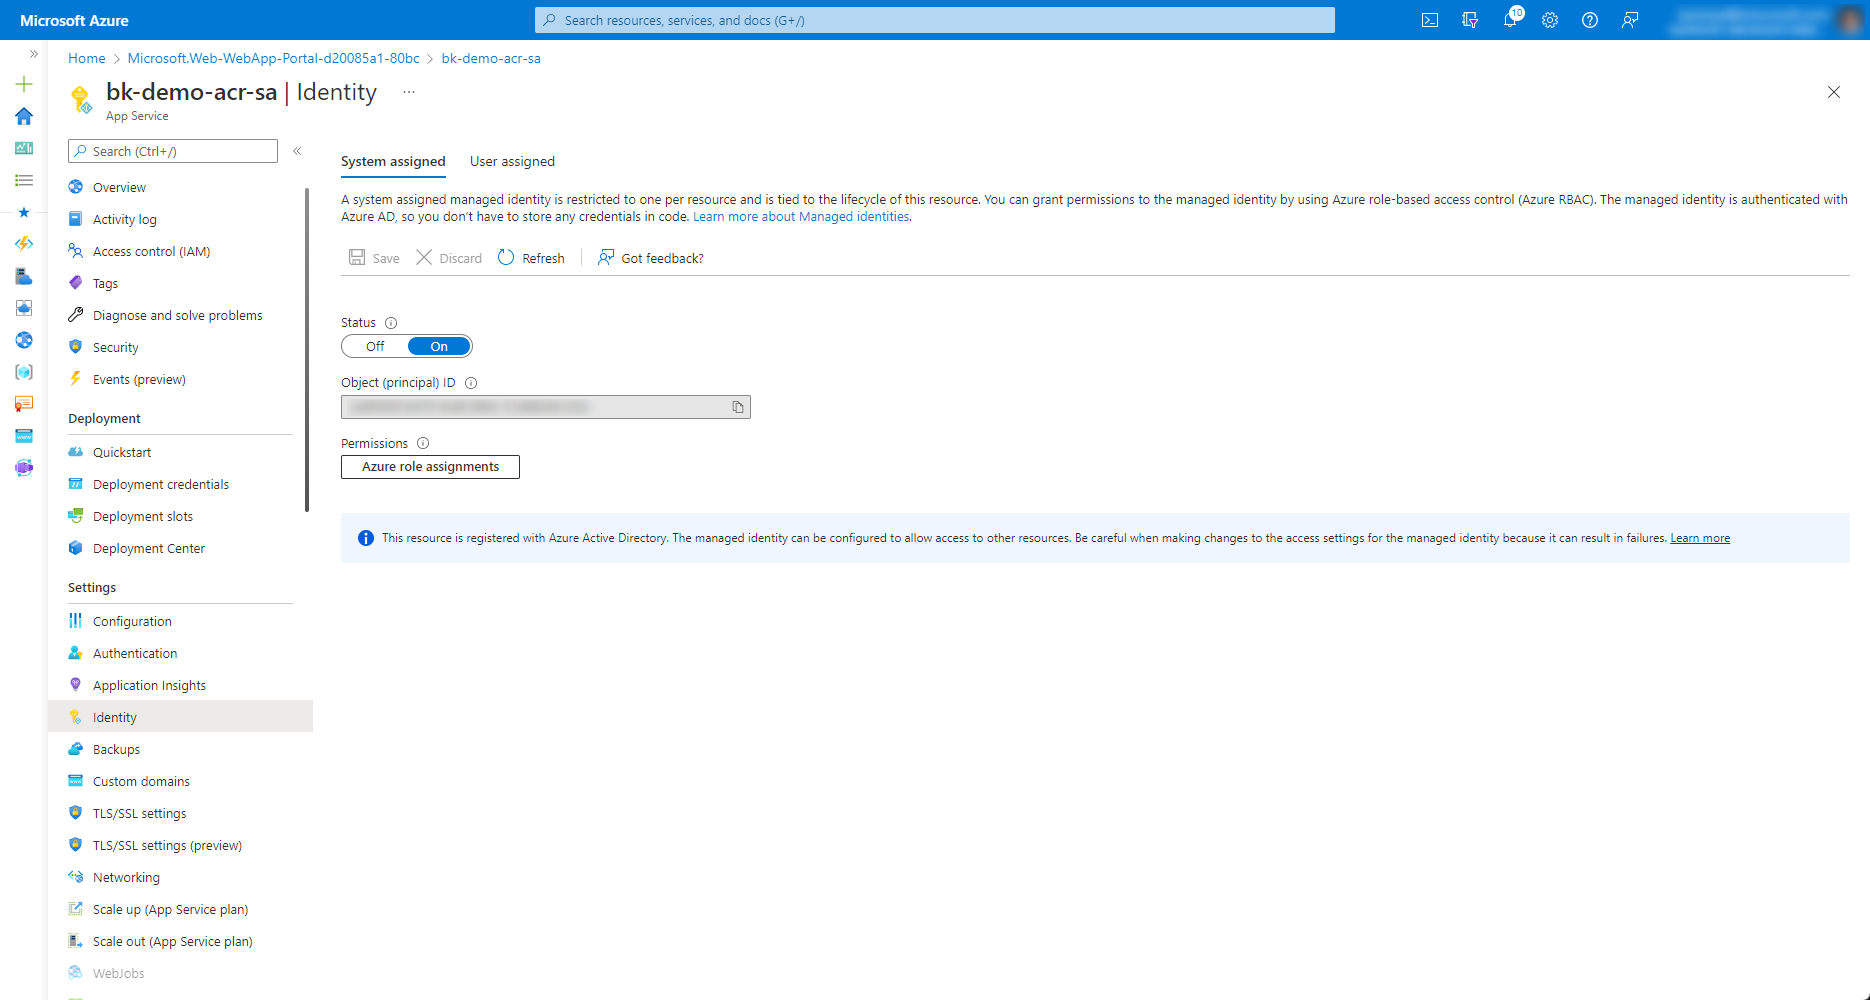 Microsoft Azure
Search resources, services, and docs (G+/)
10
Home > Microsoft.Web-WebApp-Portal-d20085a1-80bc > bk-demo-acr-sa
bk-demo-acr-sa | Identity ...
App Service
Search (Ctrl+/)
Overview
Activity log
Access control (IAM)
Tags
Diagnose and solve problems
Security
Events (preview)
Deployment
Quickstart
Deployment credentials
Deployment slots
Deployment Center
Settings
Configuration
Authentication
Application Insights
Identity
Backups
Custom domains
TLS/SSL settings
TLS/SSL settings (preview)
Networking
Scale up (App Service plan)
Scale out (App Service plan)
WebJobs
System assigned User assigned
A system assigned managed identity is restricted to one per resource and is tied to the lifecycle of this resource. You can grant permissions to the managed identity by using Azure role-based access control (Azure RBAC). The managed identity is authenticated with
Azure AD, so you don't have to store any credentials in code. Learn more about Managed identities.
Save Discard Refresh Got feedback?
Status
Off On
Object (principal) ID
Permissions
Azure role assignments
This resource is registered with Azure Active Directory. The managed identity can be configured to allow access to other resources. Be careful when making changes to the access settings for the managed identity because it can result in failures. Learn more